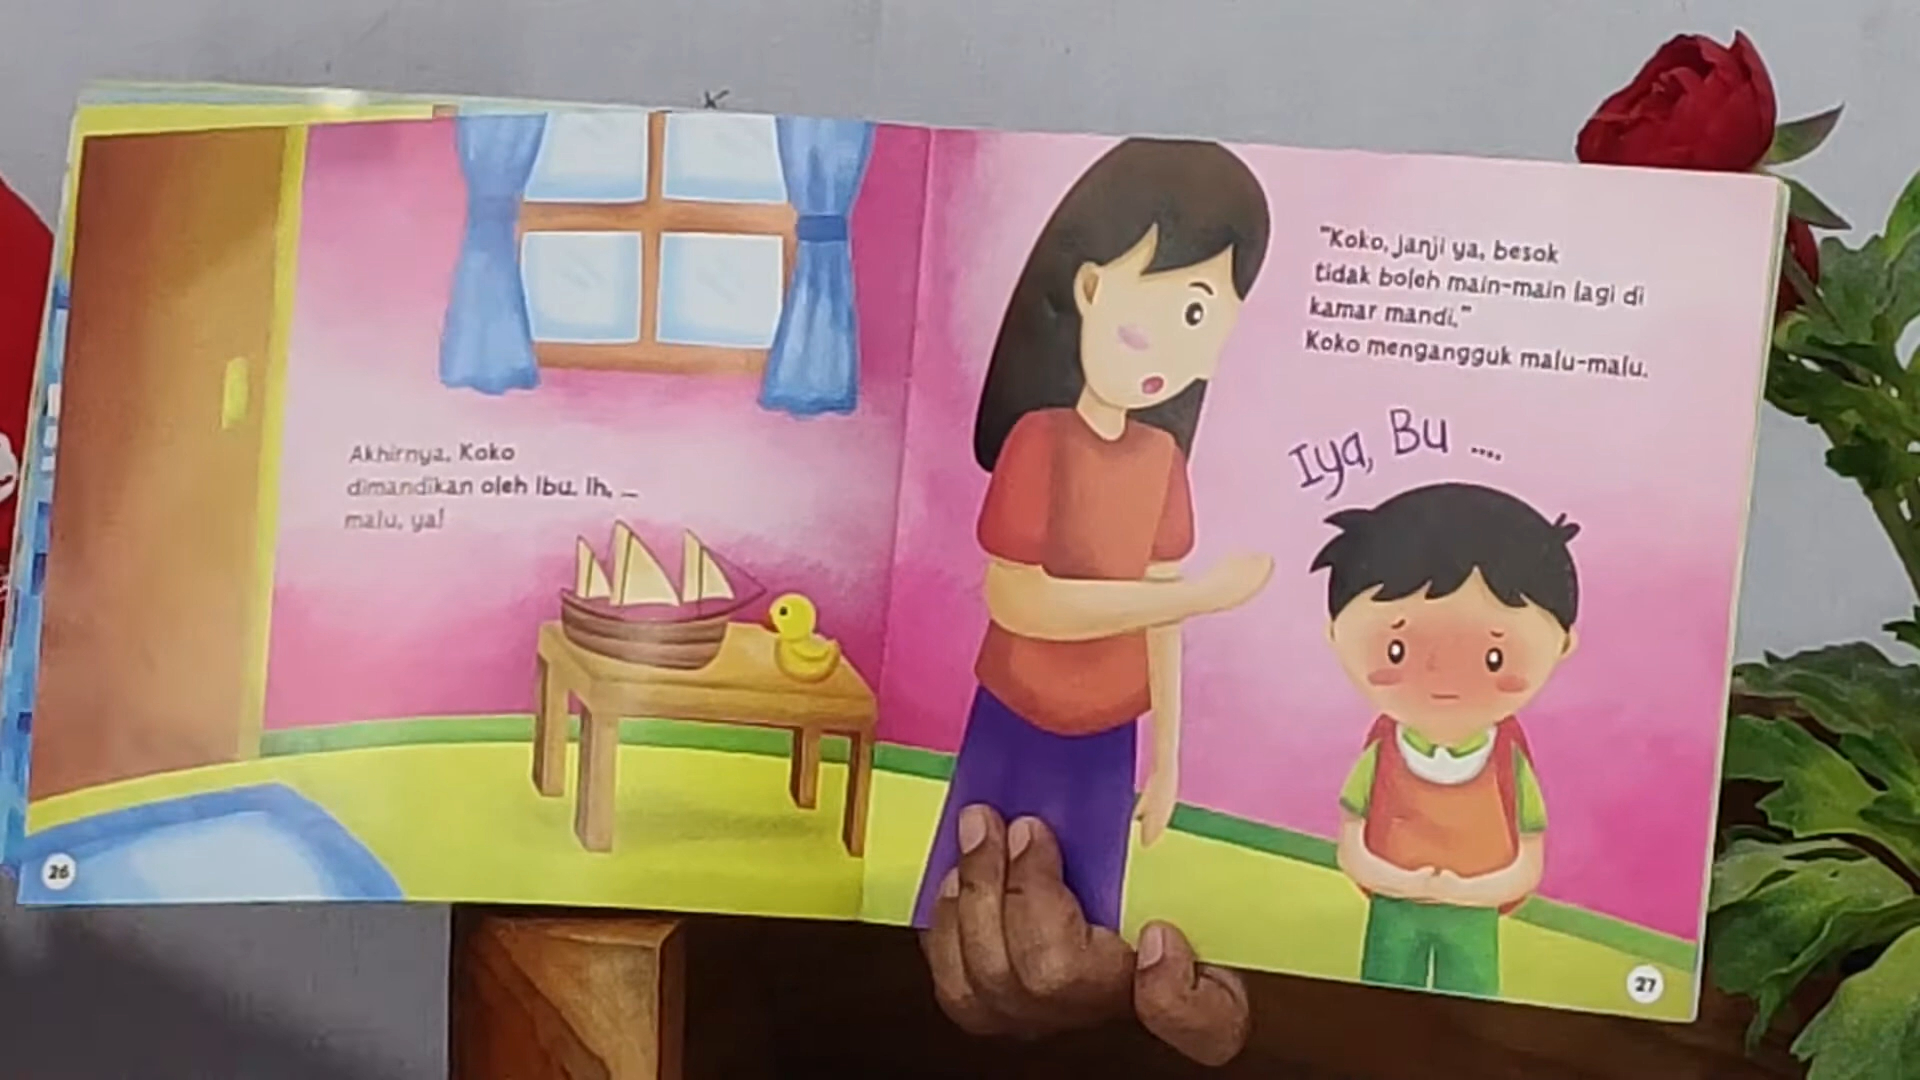 Akhirnya, Koko
dimandikan oleh Ibu. Ih, ...
malu, ya!
26
"Koko, janji ya, besok
tidak boleh main-main lagi di
kamar mandi."
Koko mengangguk malu-malu.
Iya, Bu ....
27